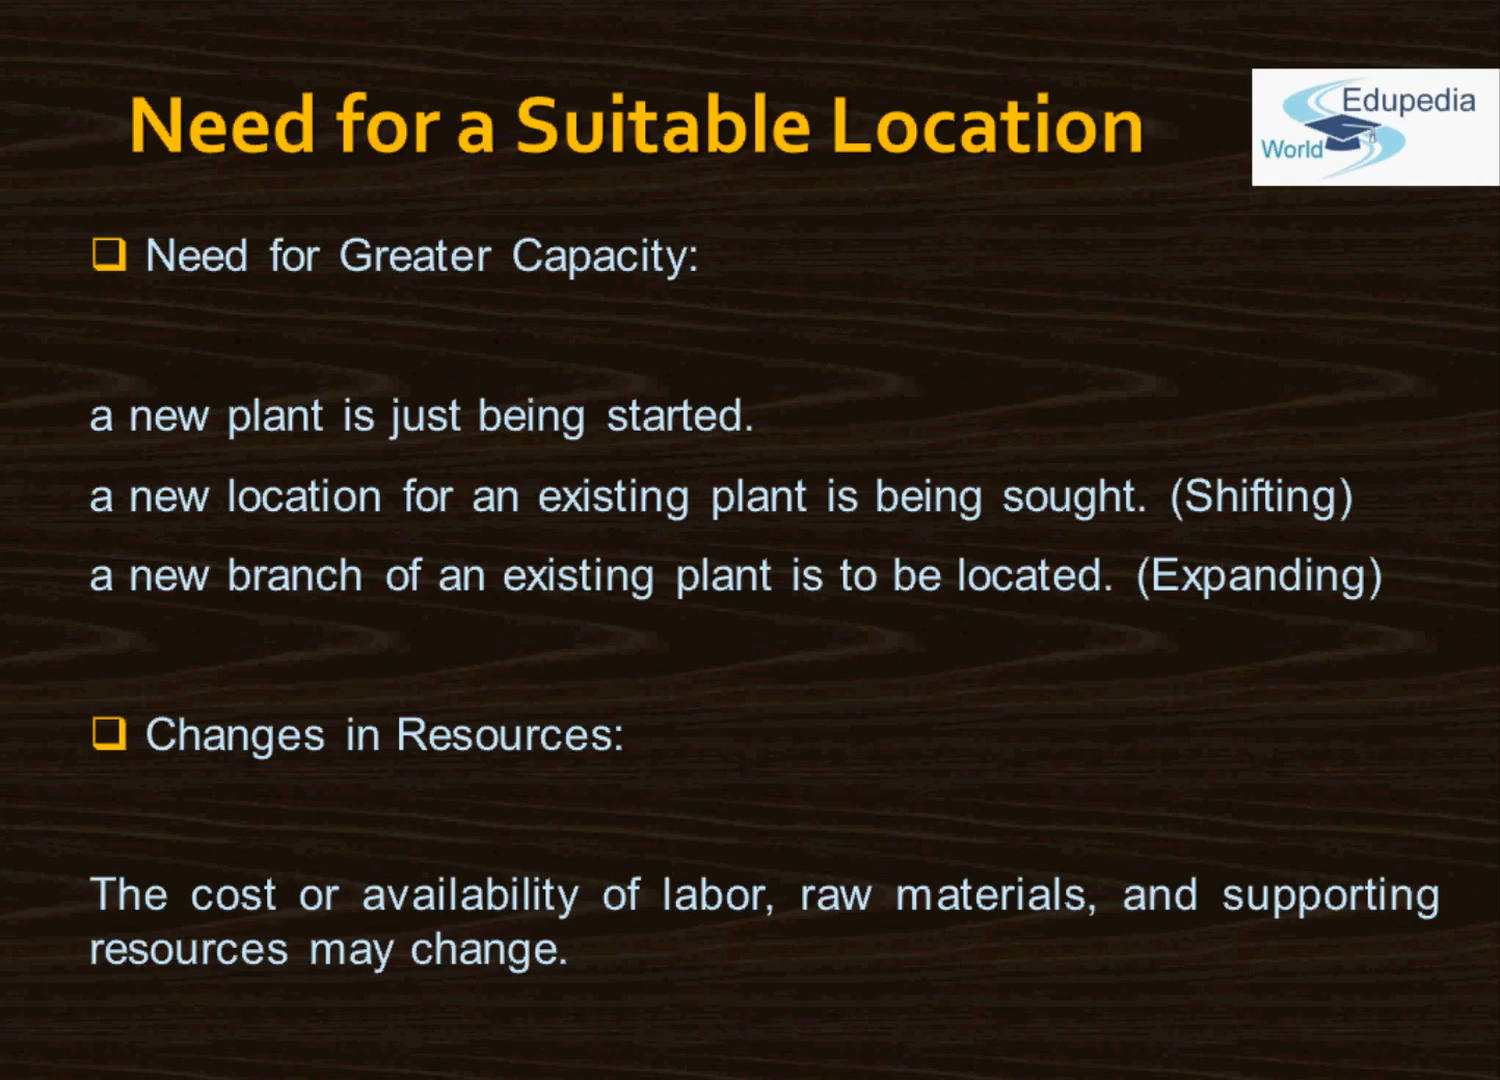 Need for a Suitable Location
Edupedia
World
Need for Greater Capacity:
a new plant is just being started.
a new location for an existing plant is being sought. (Shifting)
a new branch of an existing plant is to be located. (Expanding)
Changes in Resources:
The cost or availability of labor, raw materials, and supporting
resources may change.